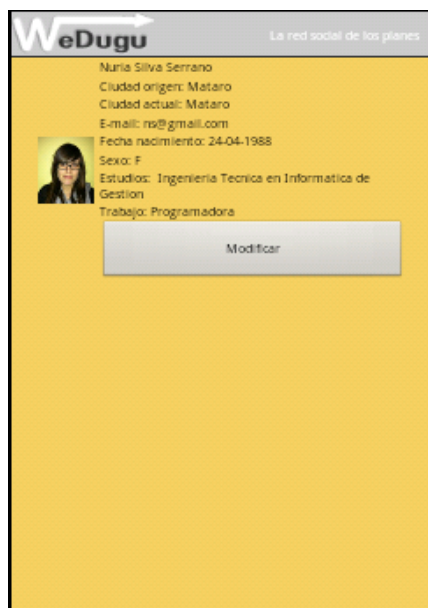 WeDugu
La red social de los planes
Nuria Silva Serrano
Ciudad origen: Mataro
Ciudad actual: Mataro
E-mail: ns@gmail.com
Fecha nacimiento: 24-04-1988
Sexo: F
Estudios: Ingenieria Tecnica en Informatica de
Gestion
Trabajo: Programadora
Modificar